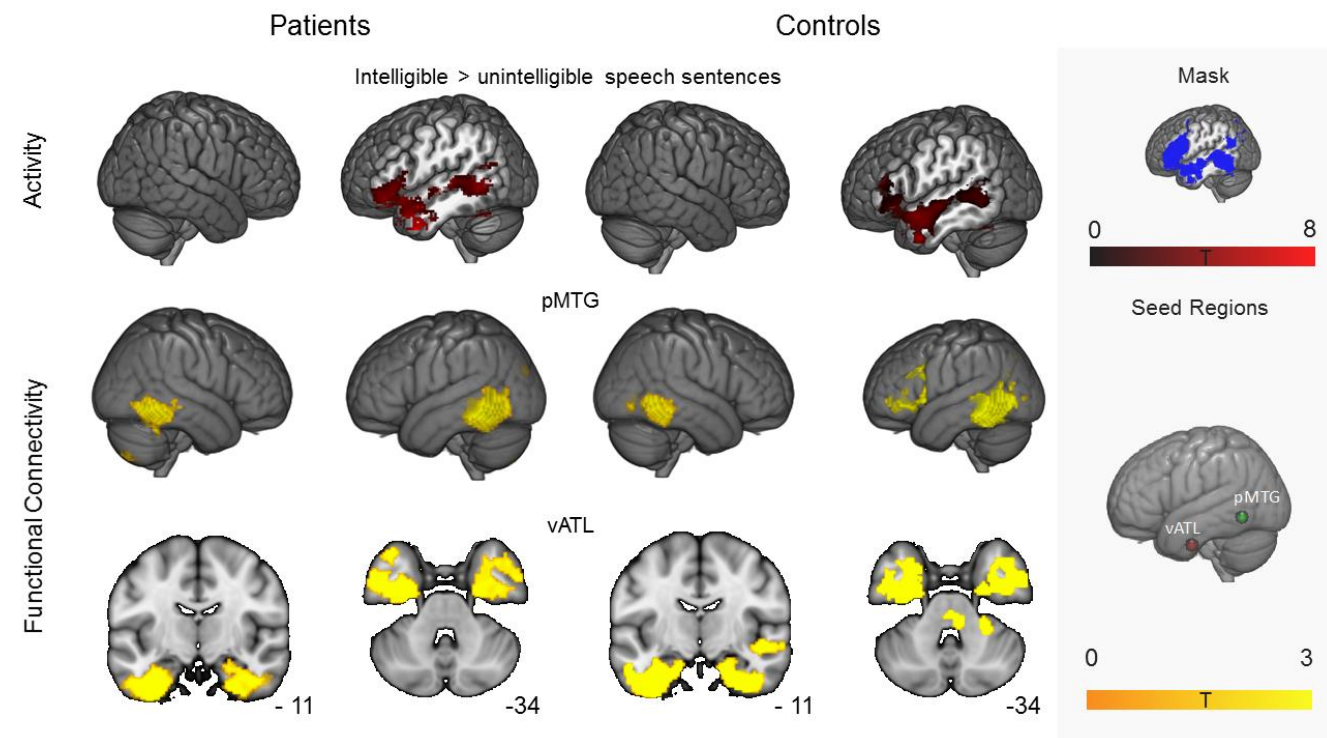 Patients
Controls
Intelligible > unintelligible speech sentences
Mask
Activity
0
8
T
pMTG
Seed Regions
Functional Connectivity
pMTG
vATL
vATL
0
3
T
- 11
-34
- 11
-34